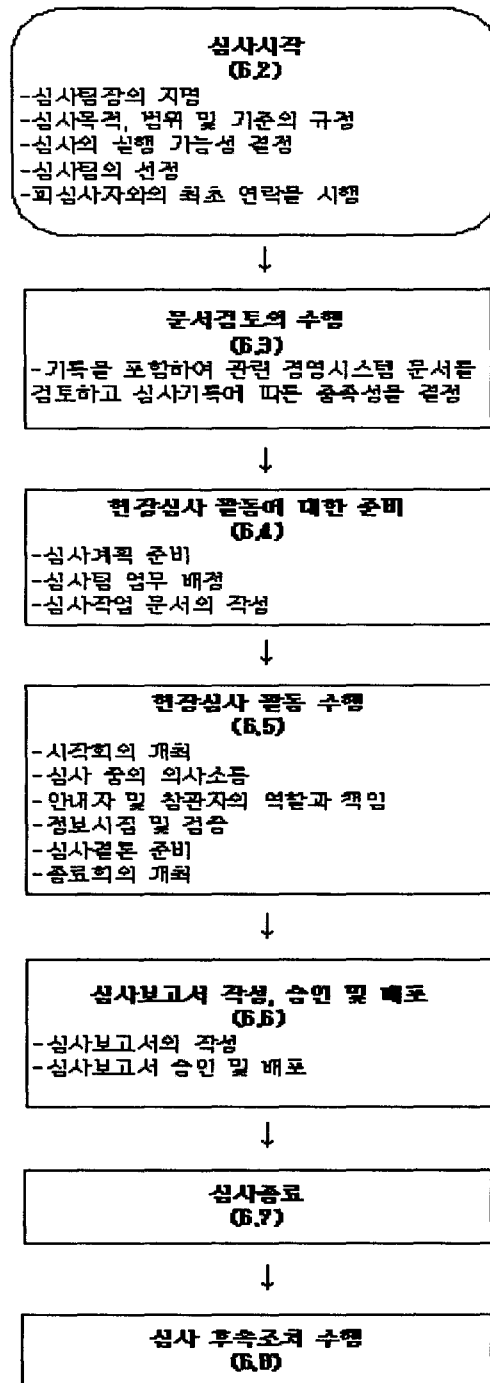 심사시작
(6.2)
-심사팀장의 지명
-심사목적, 범위 및 기준의 규정
-심사의 실행 가능성 결정
-심사팀의 선정
-피심사자와의 최초 연락을 시행
↓
문서검토의 수행
(6.3)
-기록을 포함하여 관련 경영시스템 문서를
검토하고 심사기록에 따른 충족성을 결정
↓
현장심사 활동에 대한 준비
(6.4)
-심사계획 준비
-심사팀 업무 배정
-심사작업 문서의 작성
↓
현장심사 활동 수행
(6.5)
-시작회의 개최
-심사 중의 의사소통
-안내자 및 참관자의 역할과 책임
-정보시집 및 검증
-심사결론 준비
-종료회의 개최
↓
심사보고서 작성, 승인 및 배포
(6.6)
-심사보고서의 작성
-심사보고서 승인 및 배포
↓
심사종료
(6.7)
↓
심사 후속조치 수행
(6.8)